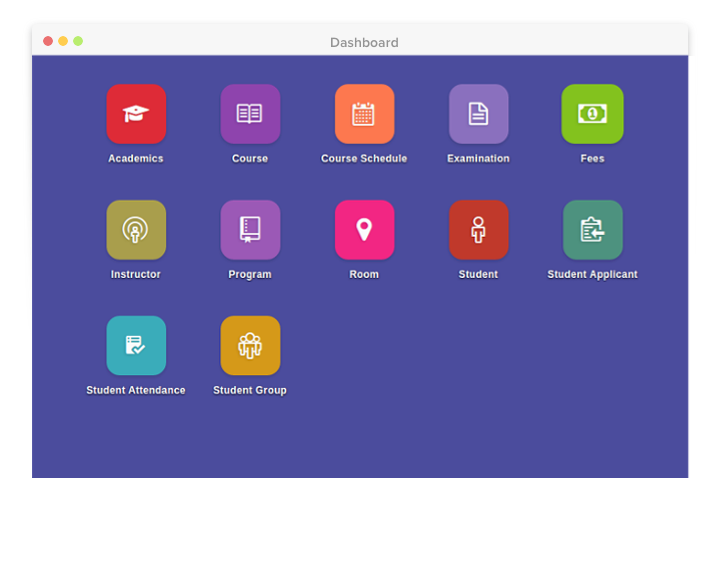 Dashboard
Academics
Course
Course Schedule
Examination
Fees
Instructor
Program
Room
Student
Student Applicant
Student Attendance
Student Group